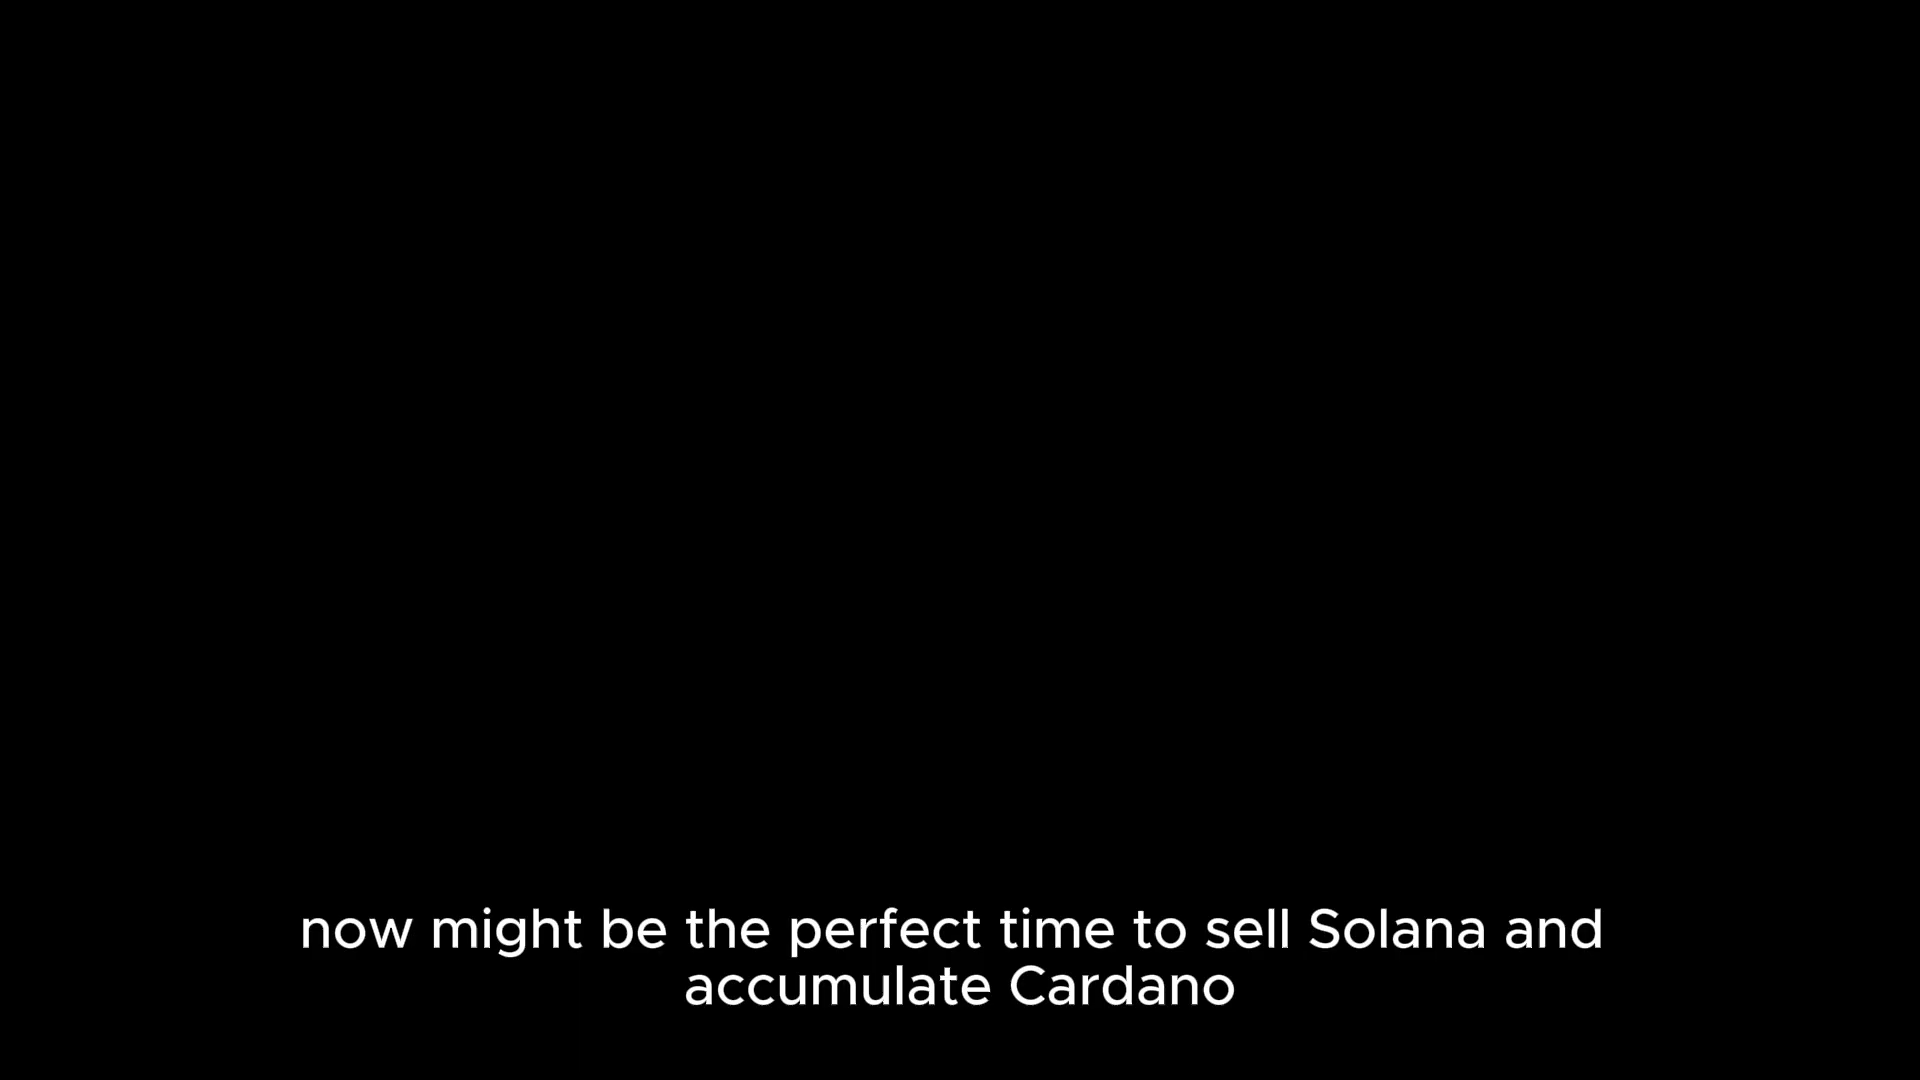 now might be the perfect time to sell Solana and
accumulate Cardano